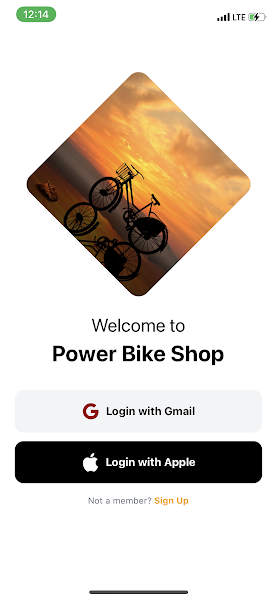 12:14
LTE
Welcome to
Power Bike Shop
Login with Gmail
Login with Apple
Not a member? Sign Up